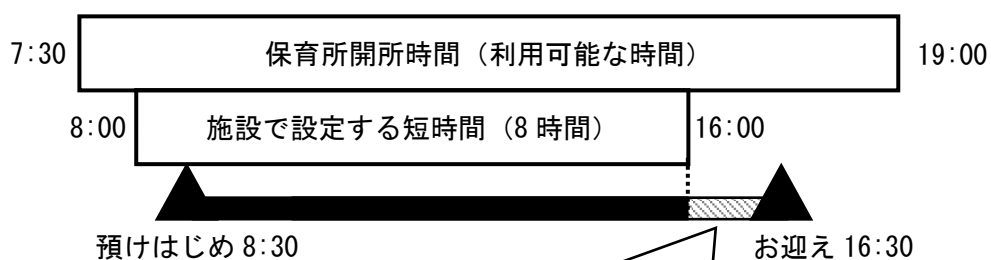 7:30 保育所開所時間（利用可能な時間） 19:00
8:00 施設で設定する短時間（8 時間） 16:00
預けはじめ 8:30 お迎え 16:30